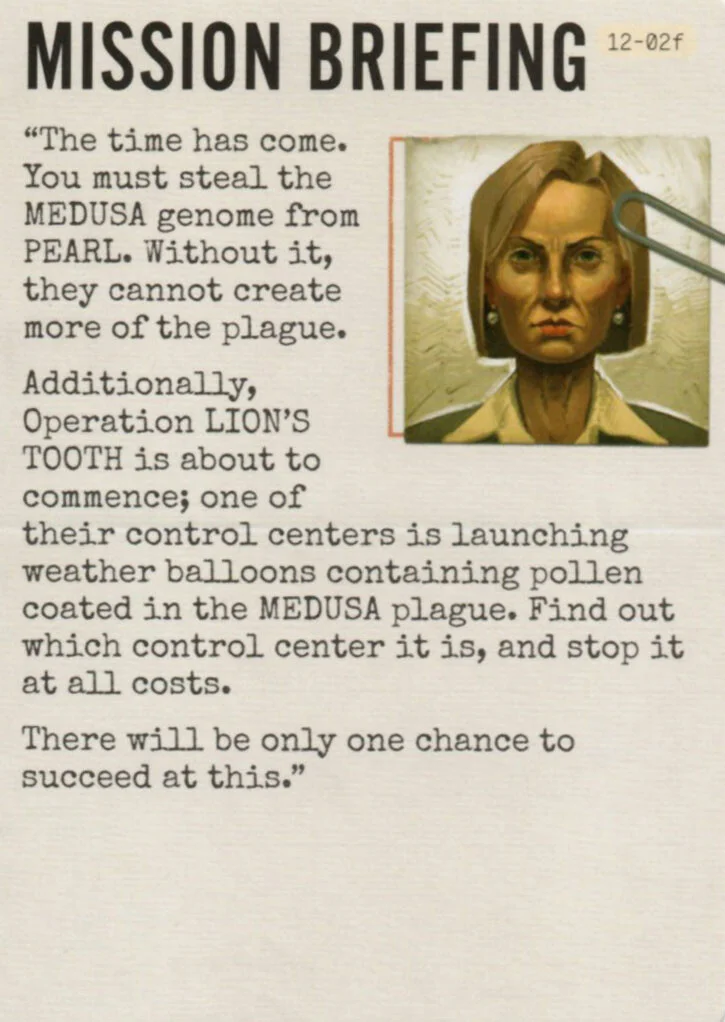 MISSION BRIEFING
12-02f
“The time has come.
You must steal the
MEDUSA genome from
PEARL. Without it,
they cannot create
more of the plague.
Additionally,
Operation LION’S
TOOTH is about to
commence; one of
their control centers is launching
weather balloons containing pollen
coated in the MEDUSA plague. Find out
which control center it is, and stop it
at all costs.
There will be only one chance to
succeed at this.”